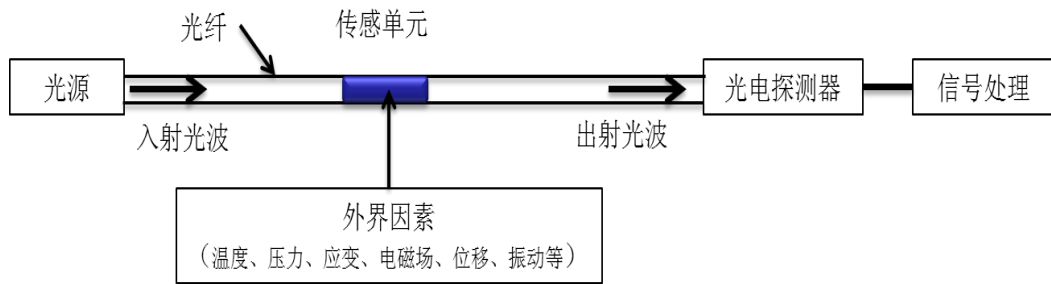 光纤
传感单元
光源
光电探测器
信号处理
入射光波
出射光波
外界因素
（温度、压力、应变、电磁场、位移、振动等）